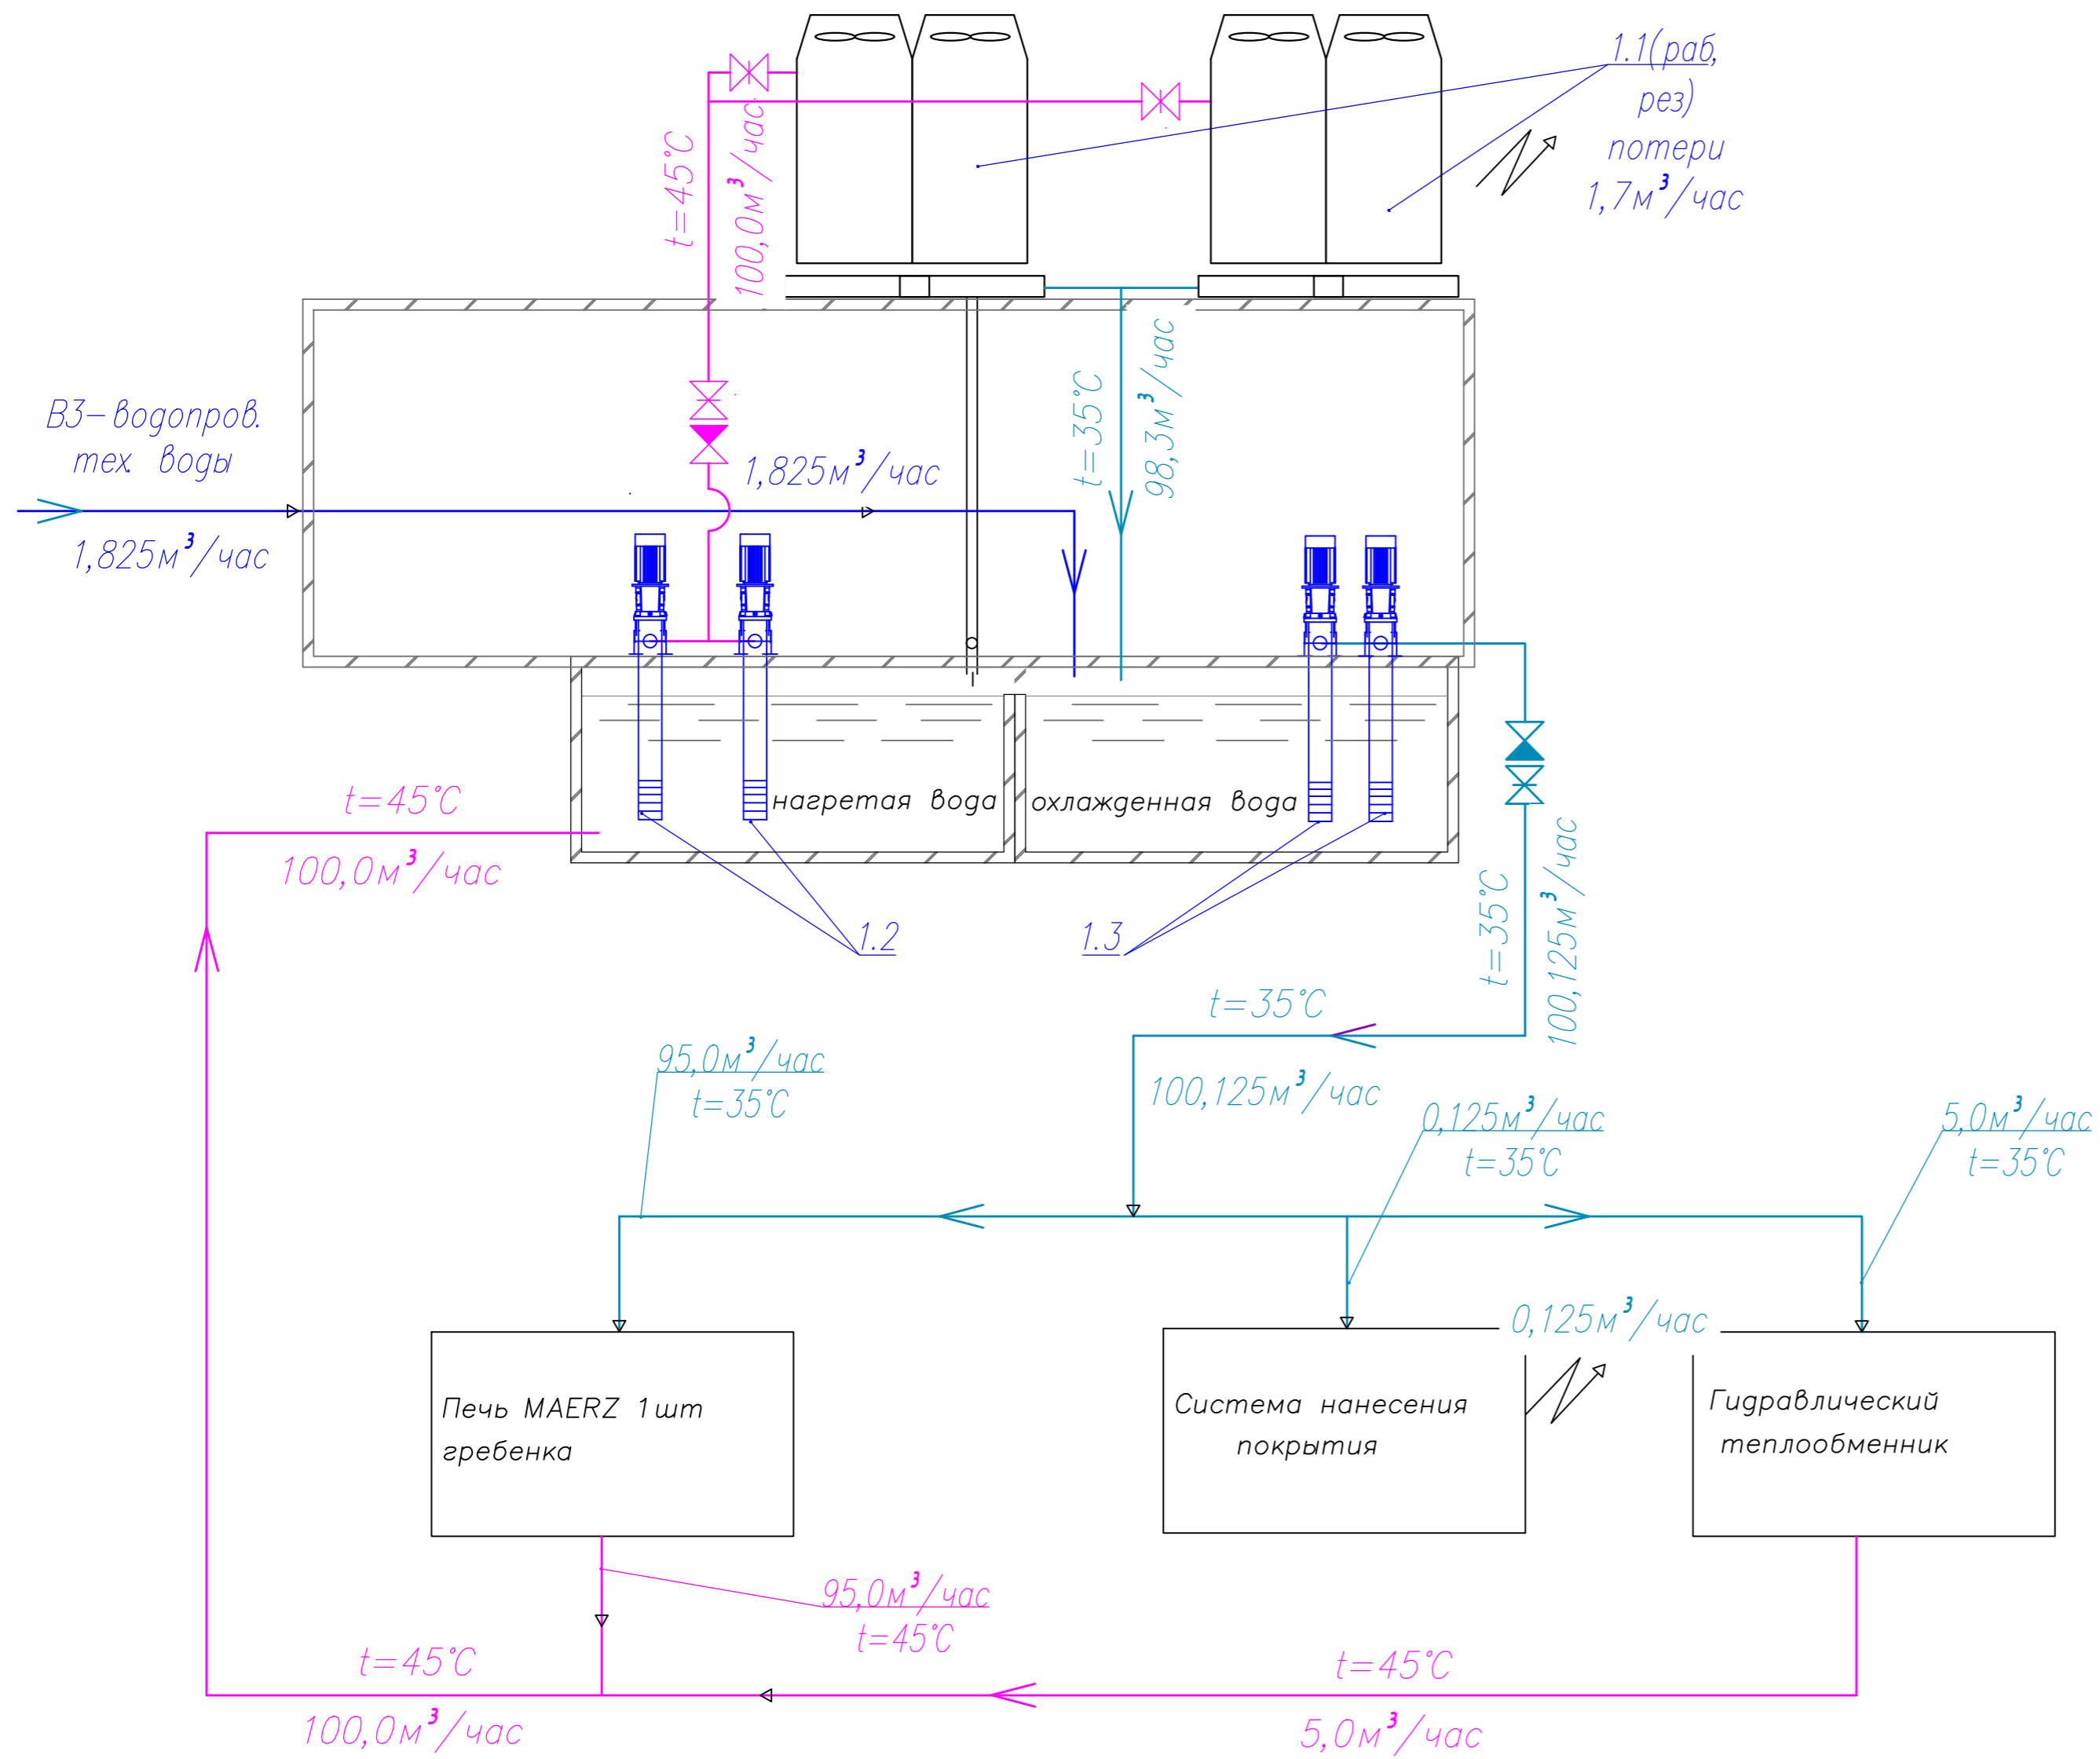 1.1(раб,
рез)
потери
1,7м³/час
t=45°C
100,0м³/час
t=35°C
98,3м³/час
В3-водопров.
тех. воды
1,825м³/час
1,825м³/час
нагретая вода
охлажденная вода
t=45°C
100,0м³/час
1.2
1.3
t=35°C
100,125м³/час
t=35°C
100,125м³/час
95,0м³/час
t=35°C
0,125м³/час
t=35°C
5,0м³/час
t=35°C
0,125м³/час
Печь MAERZ 1шт
гребенка
Система нанесения
покрытия
Гидравлический
теплообменник
95,0м³/час
t=45°C
t=45°C
100,0м³/час
t=45°C
5,0м³/час